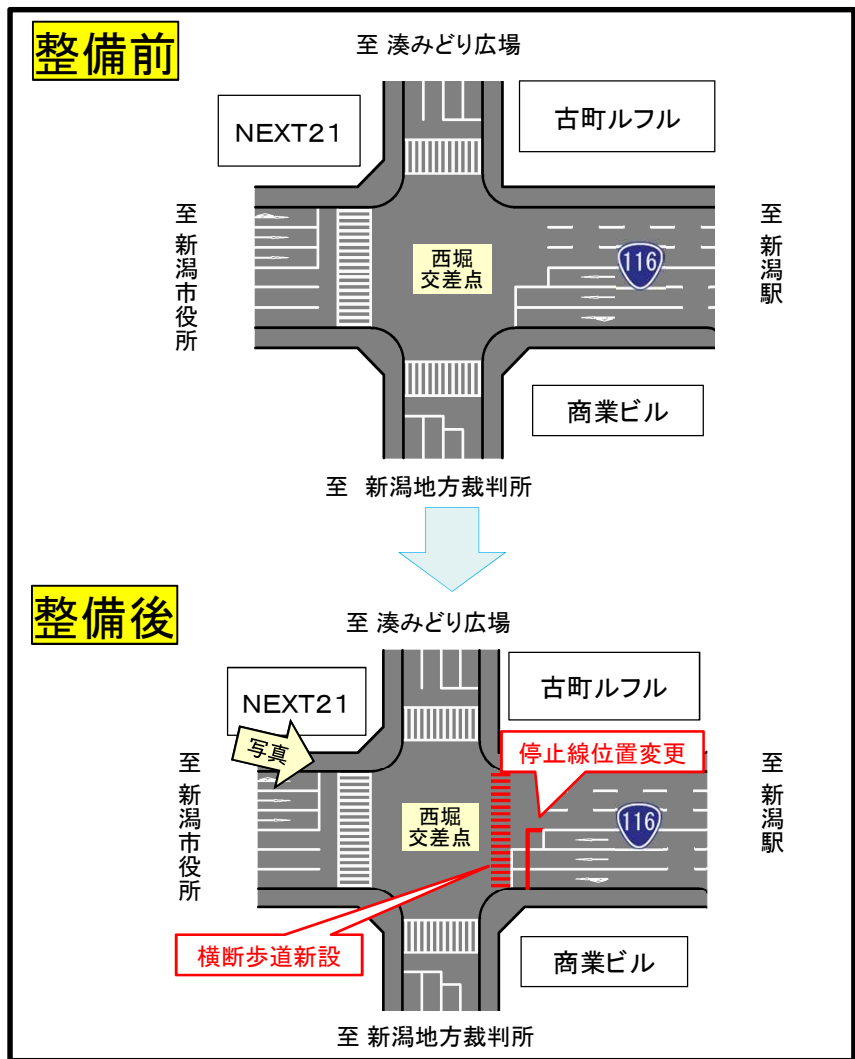 整備前
至 湊みどり広場
NEXT21
古町ルフル
至 新潟市役所
西堀
交差点
116
至 新潟駅
商業ビル
至 新潟地方裁判所
整備後
至 湊みどり広場
NEXT21
古町ルフル
写真
停止線位置変更
至 新潟市役所
西堀
交差点
116
至 新潟駅
横断歩道新設
商業ビル
至 新潟地方裁判所